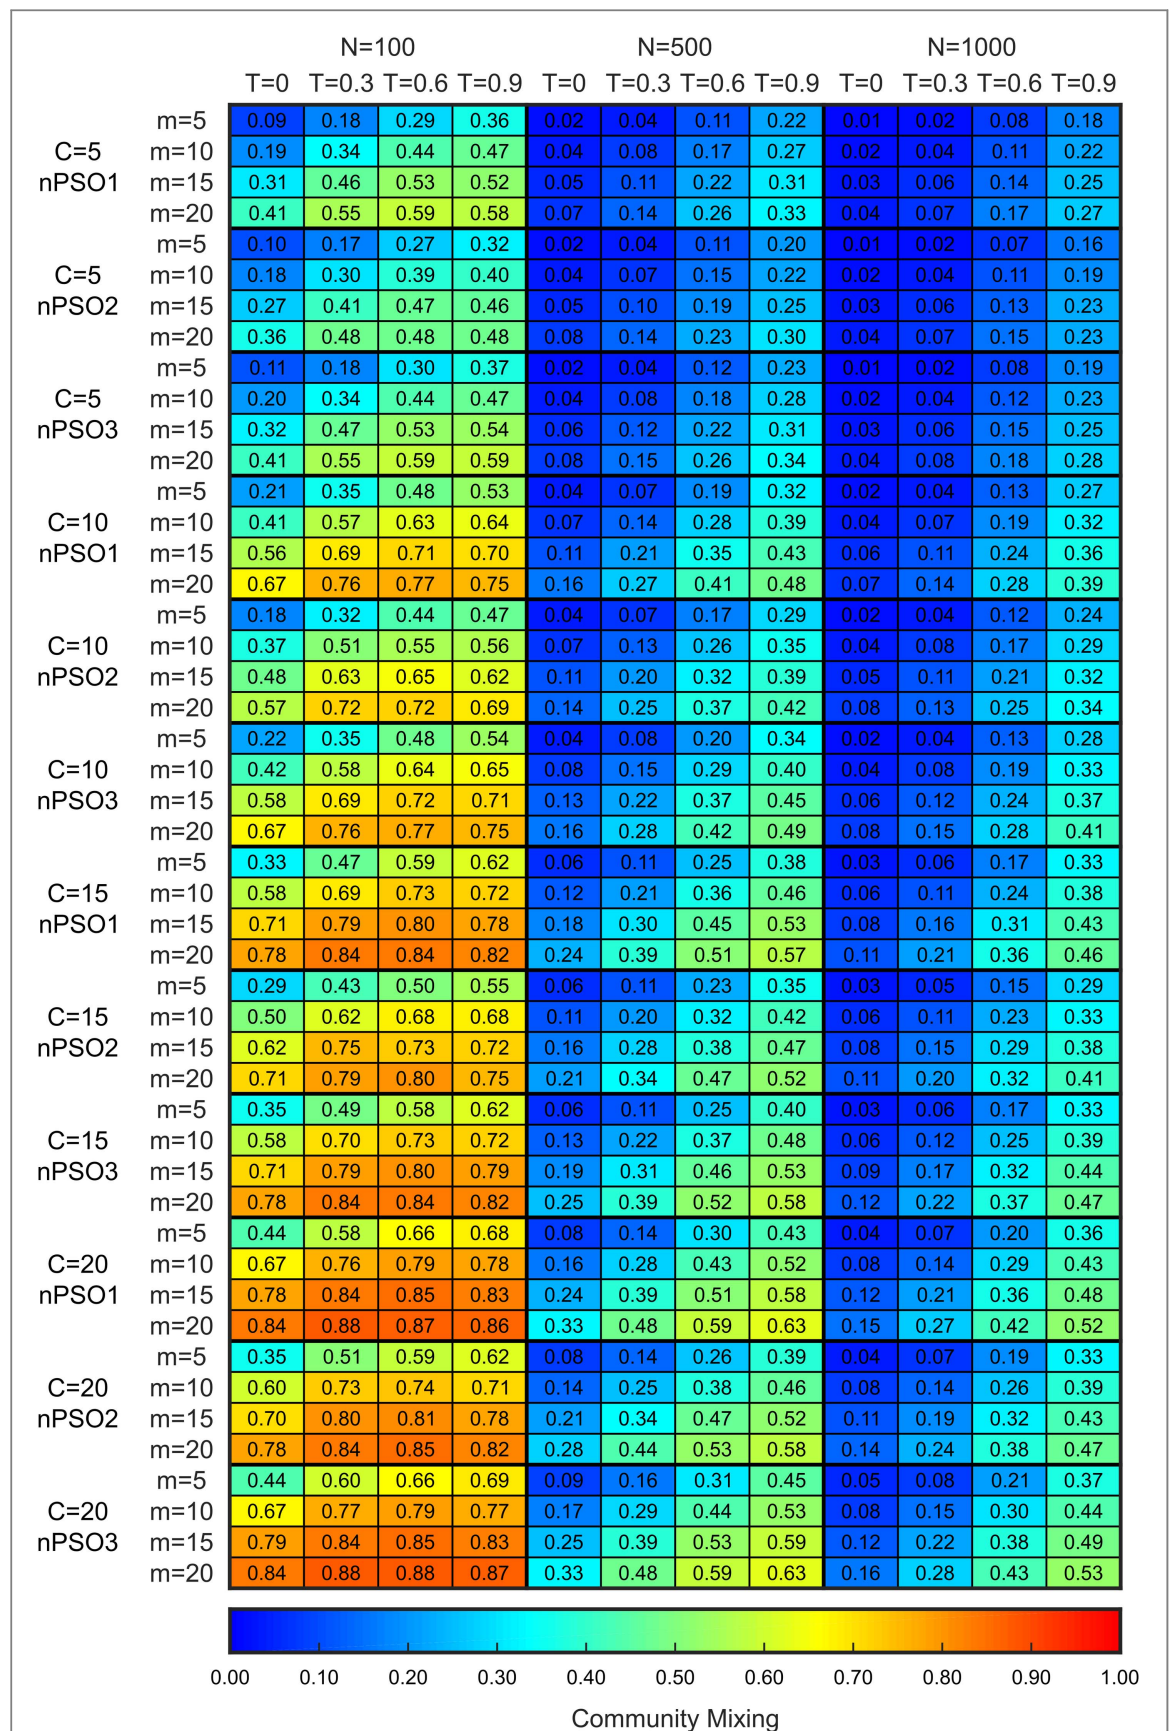 N=100 N=500 N=1000
T=0 T=0.3 T=0.6 T=0.9 T=0 T=0.3 T=0.6 T=0.9 T=0 T=0.3 T=0.6 T=0.9
C=5 nPSO1
m=5 0.09 0.18 0.29 0.36 0.02 0.04 0.11 0.22 0.01 0.02 0.08 0.18
m=10 0.19 0.34 0.44 0.47 0.04 0.08 0.17 0.27 0.02 0.04 0.11 0.22
m=15 0.31 0.46 0.53 0.52 0.05 0.11 0.22 0.31 0.03 0.06 0.14 0.25
m=20 0.41 0.55 0.59 0.58 0.07 0.14 0.26 0.33 0.04 0.07 0.17 0.27
C=5 nPSO2
m=5 0.10 0.17 0.27 0.32 0.02 0.04 0.11 0.20 0.01 0.02 0.07 0.16
m=10 0.18 0.30 0.39 0.40 0.04 0.07 0.15 0.22 0.02 0.04 0.11 0.19
m=15 0.27 0.41 0.47 0.46 0.05 0.10 0.19 0.25 0.03 0.06 0.13 0.23
m=20 0.36 0.48 0.48 0.48 0.08 0.14 0.23 0.30 0.04 0.07 0.15 0.23
C=5 nPSO3
m=5 0.11 0.18 0.30 0.37 0.02 0.04 0.12 0.23 0.01 0.02 0.08 0.19
m=10 0.20 0.34 0.44 0.47 0.04 0.08 0.18 0.28 0.02 0.04 0.12 0.23
m=15 0.32 0.47 0.53 0.54 0.06 0.12 0.22 0.31 0.03 0.06 0.15 0.25
m=20 0.41 0.55 0.59 0.59 0.08 0.15 0.26 0.34 0.04 0.08 0.18 0.28
C=10 nPSO1
m=5 0.21 0.35 0.48 0.53 0.04 0.07 0.19 0.32 0.02 0.04 0.13 0.27
m=10 0.41 0.57 0.63 0.64 0.07 0.14 0.28 0.39 0.04 0.07 0.19 0.32
m=15 0.56 0.69 0.71 0.70 0.11 0.21 0.35 0.43 0.06 0.11 0.24 0.36
m=20 0.67 0.76 0.77 0.75 0.16 0.27 0.41 0.48 0.07 0.14 0.28 0.39
C=10 nPSO2
m=5 0.18 0.32 0.44 0.47 0.04 0.07 0.17 0.29 0.02 0.04 0.12 0.24
m=10 0.37 0.51 0.55 0.56 0.07 0.13 0.26 0.35 0.04 0.08 0.17 0.29
m=15 0.48 0.63 0.65 0.62 0.11 0.20 0.32 0.39 0.05 0.11 0.21 0.32
m=20 0.57 0.72 0.72 0.69 0.14 0.25 0.37 0.42 0.08 0.13 0.25 0.34
C=10 nPSO3
m=5 0.22 0.35 0.48 0.54 0.04 0.08 0.20 0.34 0.02 0.04 0.13 0.28
m=10 0.42 0.58 0.64 0.65 0.08 0.15 0.29 0.40 0.04 0.08 0.19 0.33
m=15 0.58 0.69 0.72 0.71 0.13 0.22 0.37 0.45 0.06 0.12 0.24 0.37
m=20 0.67 0.76 0.77 0.75 0.16 0.28 0.42 0.49 0.08 0.15 0.28 0.41
C=15 nPSO1
m=5 0.33 0.47 0.59 0.62 0.06 0.11 0.25 0.38 0.03 0.06 0.17 0.33
m=10 0.58 0.69 0.73 0.72 0.12 0.21 0.36 0.46 0.06 0.11 0.24 0.38
m=15 0.71 0.79 0.80 0.78 0.18 0.30 0.45 0.53 0.08 0.16 0.31 0.43
m=20 0.78 0.84 0.84 0.82 0.24 0.39 0.51 0.57 0.11 0.21 0.36 0.46
C=15 nPSO2
m=5 0.29 0.43 0.50 0.55 0.06 0.11 0.23 0.35 0.03 0.05 0.15 0.29
m=10 0.50 0.62 0.68 0.68 0.11 0.20 0.32 0.42 0.06 0.11 0.23 0.33
m=15 0.62 0.75 0.73 0.72 0.16 0.28 0.38 0.47 0.08 0.15 0.29 0.38
m=20 0.71 0.79 0.80 0.75 0.21 0.34 0.47 0.52 0.11 0.20 0.32 0.41
C=15 nPSO3
m=5 0.35 0.49 0.58 0.62 0.06 0.11 0.25 0.40 0.03 0.06 0.17 0.33
m=10 0.58 0.70 0.73 0.72 0.13 0.22 0.37 0.48 0.06 0.12 0.25 0.39
m=15 0.71 0.79 0.80 0.79 0.19 0.31 0.46 0.53 0.09 0.17 0.32 0.44
m=20 0.78 0.84 0.84 0.82 0.25 0.39 0.52 0.58 0.12 0.22 0.37 0.47
C=20 nPSO1
m=5 0.44 0.58 0.66 0.68 0.08 0.14 0.30 0.43 0.04 0.07 0.20 0.36
m=10 0.67 0.76 0.79 0.78 0.16 0.28 0.43 0.52 0.08 0.14 0.29 0.43
m=15 0.78 0.84 0.85 0.83 0.24 0.39 0.51 0.58 0.12 0.21 0.36 0.48
m=20 0.84 0.88 0.87 0.86 0.33 0.48 0.59 0.63 0.15 0.27 0.42 0.52
C=20 nPSO2
m=5 0.35 0.51 0.59 0.62 0.08 0.14 0.26 0.39 0.04 0.07 0.19 0.33
m=10 0.60 0.73 0.74 0.71 0.14 0.25 0.38 0.46 0.08 0.14 0.26 0.39
m=15 0.70 0.80 0.81 0.78 0.21 0.34 0.47 0.52 0.11 0.19 0.32 0.43
m=20 0.78 0.84 0.85 0.82 0.28 0.44 0.53 0.58 0.14 0.24 0.38 0.47
C=20 nPSO3
m=5 0.44 0.60 0.66 0.69 0.09 0.16 0.31 0.45 0.05 0.08 0.21 0.37
m=10 0.67 0.77 0.79 0.77 0.17 0.29 0.44 0.53 0.08 0.15 0.30 0.44
m=15 0.79 0.84 0.85 0.83 0.25 0.39 0.53 0.59 0.12 0.22 0.38 0.49
m=20 0.84 0.88 0.88 0.87 0.33 0.48 0.59 0.63 0.16 0.28 0.43 0.53
0.00 0.10 0.20 0.30 0.40 0.50 0.60 0.70 0.80 0.90 1.00
Community Mixing